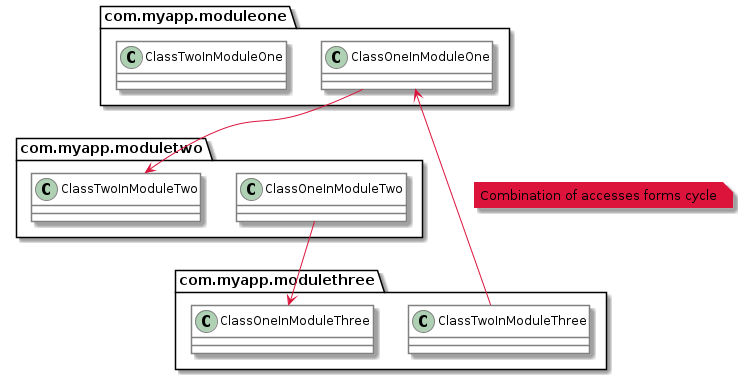 com.myapp.moduleone
C ClassTwoInModuleOne
C ClassOneInModuleOne
com.myapp.moduletwo
C ClassTwoInModuleTwo
C ClassOneInModuleTwo
Combination of accesses forms cycle
com.myapp.modulethree
C ClassOneInModuleThree
C ClassTwoInModuleThree